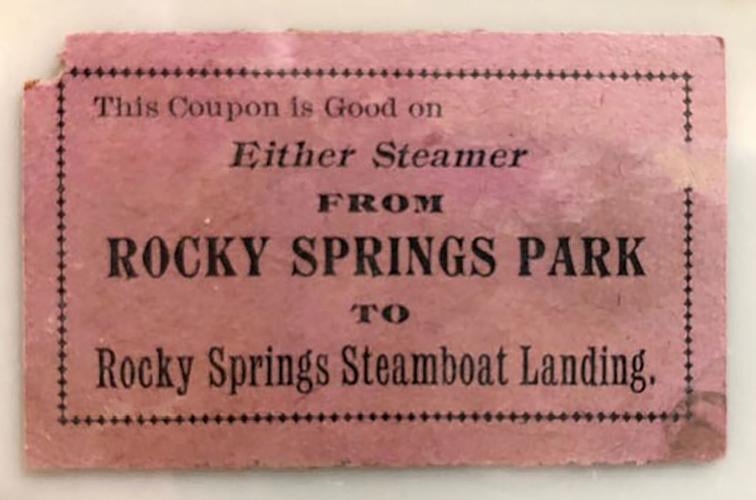 This Coupon is Good on
Either Steamer
FROM
ROCKY SPRINGS PARK
TO
Rocky Springs Steamboat Landing.